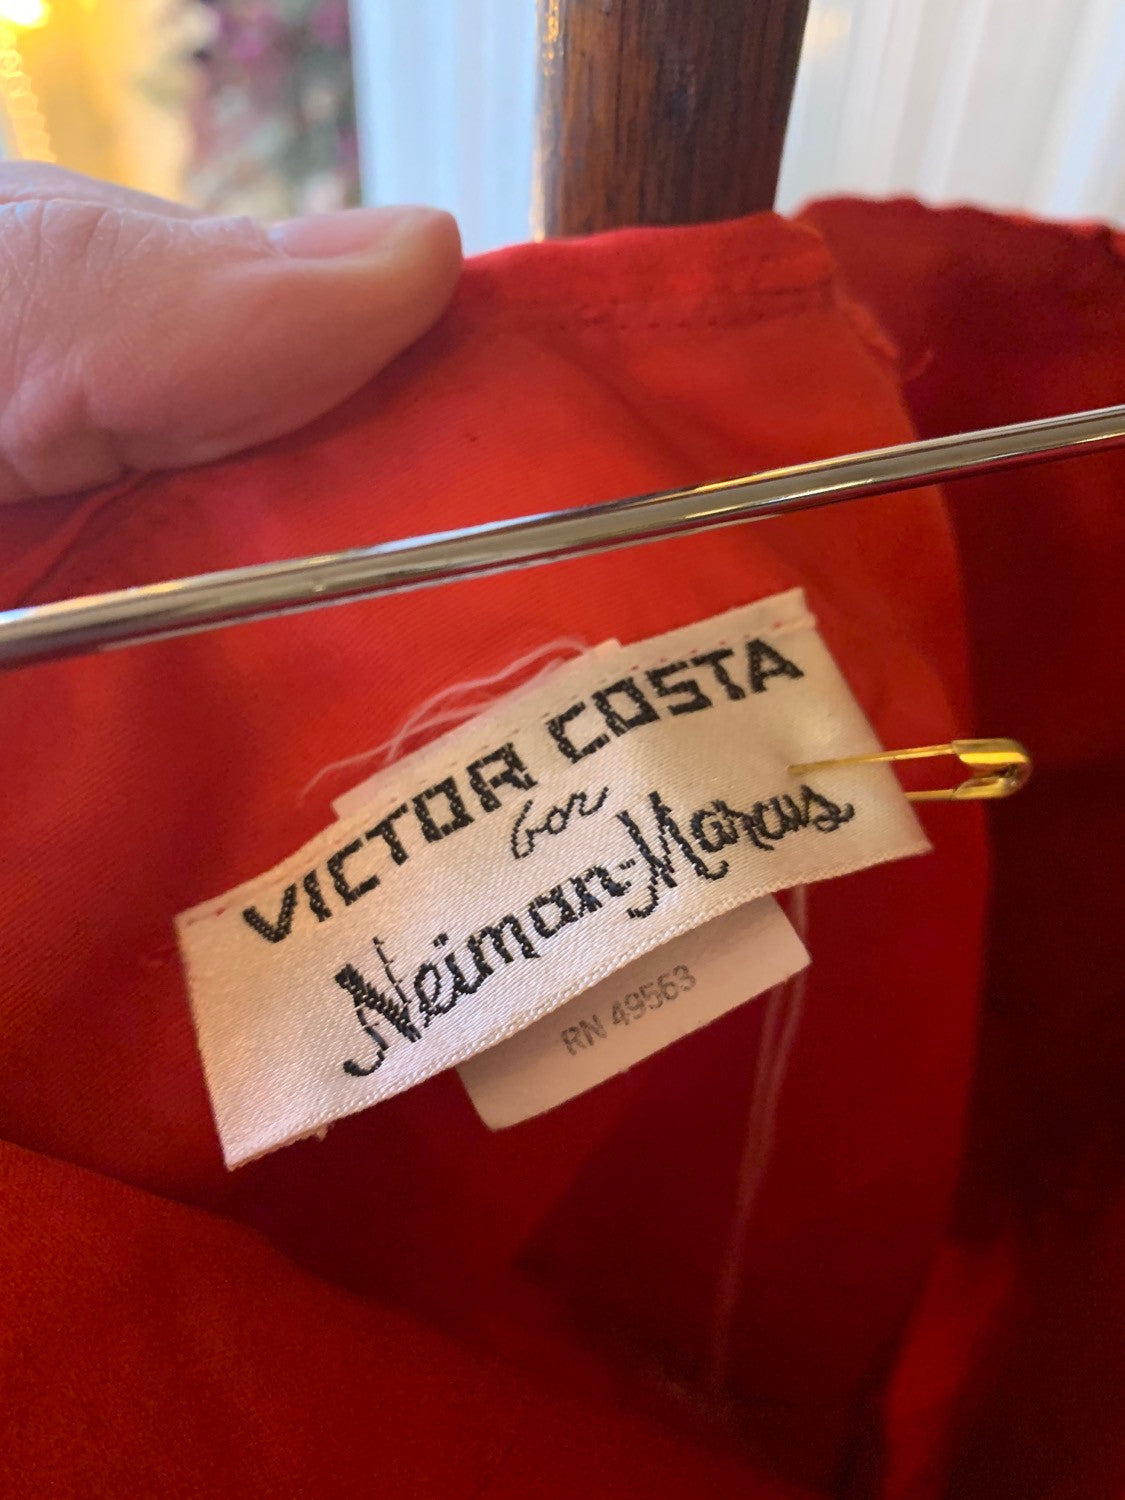 VICTOR COSTA
for
Neiman-Marcus
RN 49563